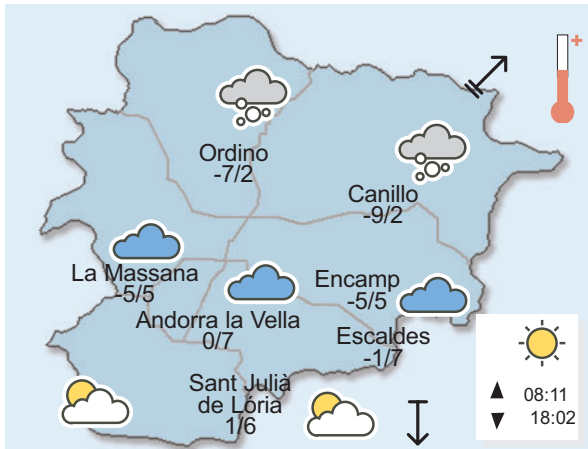 Ordino
-7/2
Canillo
-9/2
La Massana
-5/5
Encamp
-5/5
Andorra la Vella
0/7
Escaldes
-1/7
Sant Julià
de Lória
1/6
+
08:11
18:02